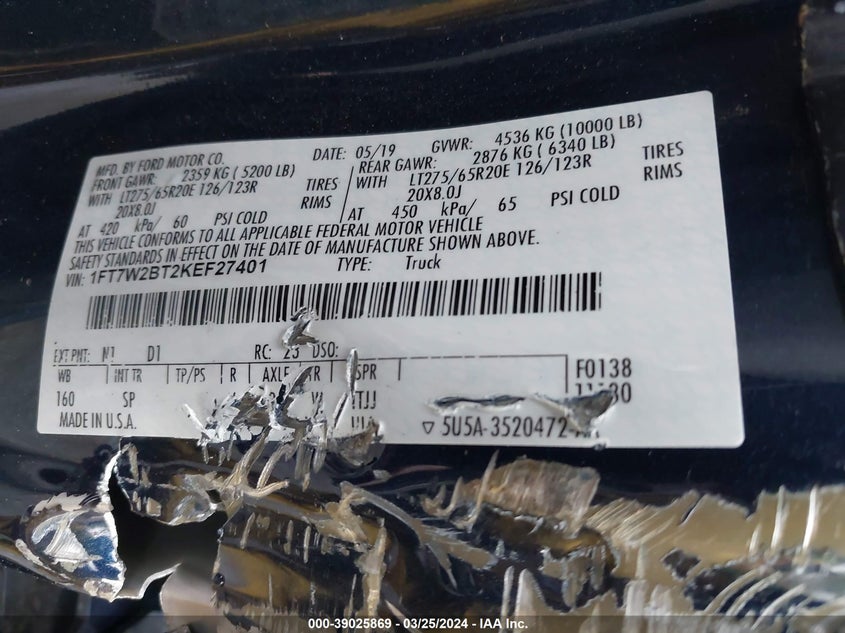 MFD. BY FORD MOTOR CO. DATE: 05/19 GVWR: 4536 KG (10000 LB)
FRONT GAWR: 2359 KG ( 5200 LB) REAR GAWR: 2876 KG ( 6340 LB)
WITH LT275/65R20E 126/123R TIRES WITH LT275/65R20E 126/123R TIRES
20X8.0J RIMS 20X8.0J RIMS
AT 420 kPa/ 60 PSI COLD AT 450 kPa/ 65 PSI COLD
THIS VEHICLE CONFORMS TO ALL APPLICABLE FEDERAL MOTOR VEHICLE
SAFETY STANDARDS IN EFFECT ON THE DATE OF MANUFACTURE SHOWN ABOVE.
VIN: 1FT7W2BT2KEF27401 TYPE: Truck
EXT PNT: N1 D1 RC: 23 DSO:
WB INT TR TP/PS R AXLE TR SPR F0138
160 SP
MADE IN U.S.A. ▽ 5U5A-3520472-
000-39025869 / 03/25/2024 - IAA Inc.